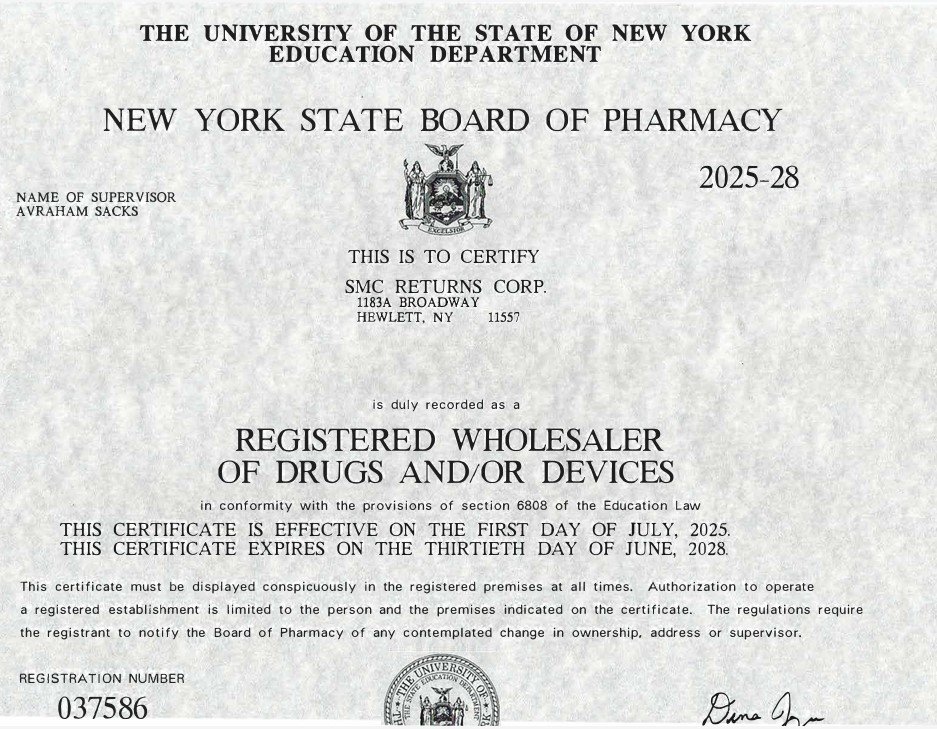 THE UNIVERSITY OF THE STATE OF NEW YORK
EDUCATION DEPARTMENT
NEW YORK STATE BOARD OF PHARMACY
2025-28
NAME OF SUPERVISOR
AVRAHAM SACKS
EXCELSIOR
THIS IS TO CERTIFY
SMC RETURNS CORP.
1183A BROADWAY
HEWLETT, NY 11557
is duly recorded as a
REGISTERED WHOLESALER
OF DRUGS AND/OR DEVICES
in conformity with the provisions of section 6808 of the Education Law
THIS CERTIFICATE IS EFFECTIVE ON THE FIRST DAY OF JULY, 2025.
THIS CERTIFICATE EXPIRES ON THE THIRTIETH DAY OF JUNE, 2028.
This certificate must be displayed conspicuously in the registered premises at all times. Authorization to operate
a registered establishment is limited to the person and the premises indicated on the certificate. The regulations require
the registrant to notify the Board of Pharmacy of any contemplated change in ownership, address or supervisor.
REGISTRATION NUMBER
037586
THE UNIVERSITY OF
THE STATE EDUCATION DEPARTMENT